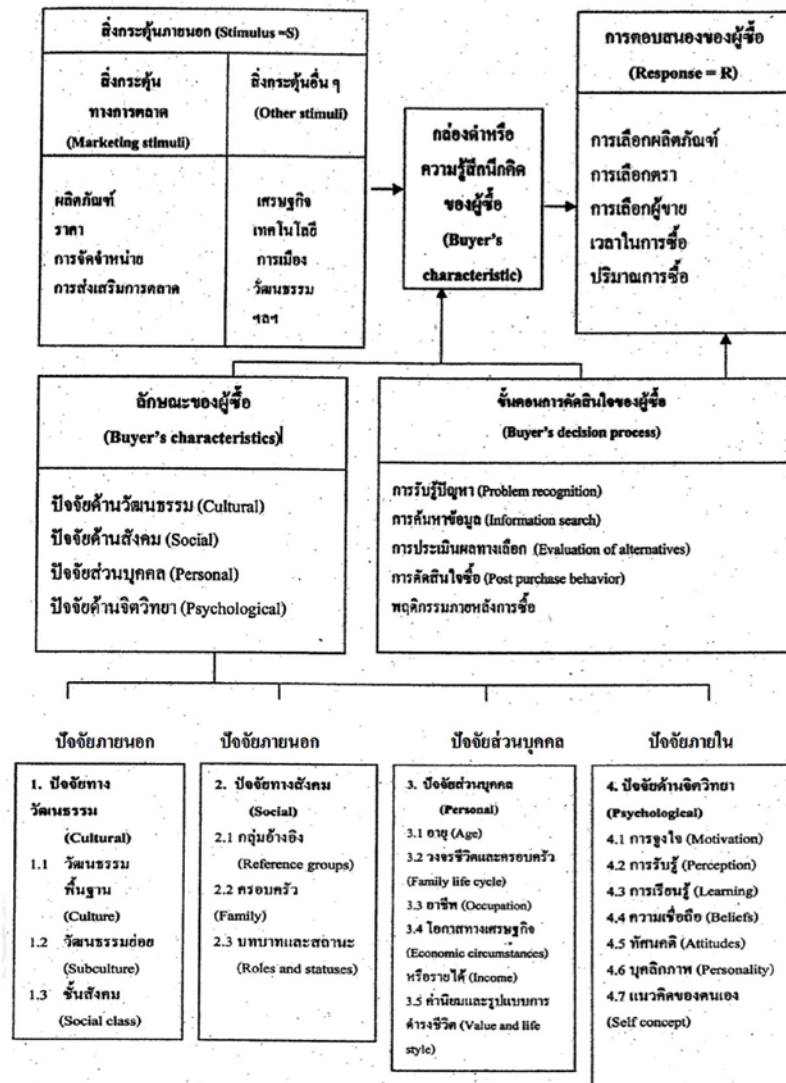 สิ่งกระตุ้นภายนอก (Stimulus =S)
สิ่งกระตุ้น
ทางการตลาด
(Marketing stimuli)
สิ่งกระตุ้นอื่น ๆ
(Other stimuli)
ผลิตภัณฑ์
ราคา
การจัดจำหน่าย
การส่งเสริมการตลาด
เศรษฐกิจ
เทคโนโลยี
การเมือง
วัฒนธรรม
ฯลฯ
กล่องดำหรือ
ความรู้สึกนึกคิด
ของผู้ซื้อ
(Buyer's
characteristic)
การตอบสนองของผู้ซื้อ
(Response = R)
การเลือกผลิตภัณฑ์
การเลือกตรา
การเลือกผู้ขาย
เวลาในการซื้อ
ปริมาณการซื้อ
ลักษณะของผู้ซื้อ
(Buyer's characteristics)
ปัจจัยด้านวัฒนธรรม (Cultural)
ปัจจัยด้านสังคม (Social)
ปัจจัยส่วนบุคคล (Personal)
ปัจจัยด้านจิตวิทยา (Psychological)
ขั้นตอนการตัดสินใจของผู้ซื้อ
(Buyer's decision process)
การรับรู้ปัญหา (Problem recognition)
การค้นหาข้อมูล (Information search)
การประเมินผลทางเลือก (Evaluation of alternatives)
การตัดสินใจซื้อ (Post purchase behavior)
พฤติกรรมภายหลังการซื้อ
ปัจจัยภายนอก
1. ปัจจัยทาง
วัฒนธรรม
(Cultural)
1.1 วัฒนธรรม
พื้นฐาน
(Culture)
1.2 วัฒนธรรมย่อย
(Subculture)
1.3 ชั้นสังคม
(Social class)
ปัจจัยภายนอก
2. ปัจจัยทางสังคม
(Social)
2.1 กลุ่มอ้างอิง
(Reference groups)
2.2 ครอบครัว
(Family)
2.3 บทบาทและสถานะ
(Roles and statuses)
ปัจจัยส่วนบุคคล
3. ปัจจัยส่วนบุคคล
(Personal)
3.1 อายุ (Age)
3.2 วงจรชีวิตและครอบครัว
(Family life cycle)
3.3 อาชีพ (Occupation)
3.4 โอกาสทางเศรษฐกิจ
(Economic circumstances)
หรือรายได้ (Income)
3.5 ค่านิยมและรูปแบบการ
ดำรงชีวิต (Value and life
style)
ปัจจัยภายใน
4. ปัจจัยด้านจิตวิทยา
(Psychological)
4.1 การจูงใจ (Motivation)
4.2 การรับรู้ (Perception)
4.3 การเรียนรู้ (Learning)
4.4 ความเชื่อถือ (Beliefs)
4.5 ทัศนคติ (Attitudes)
4.6 บุคลิกภาพ (Personality)
4.7 แนวคิดของตนเอง
(Self concept)